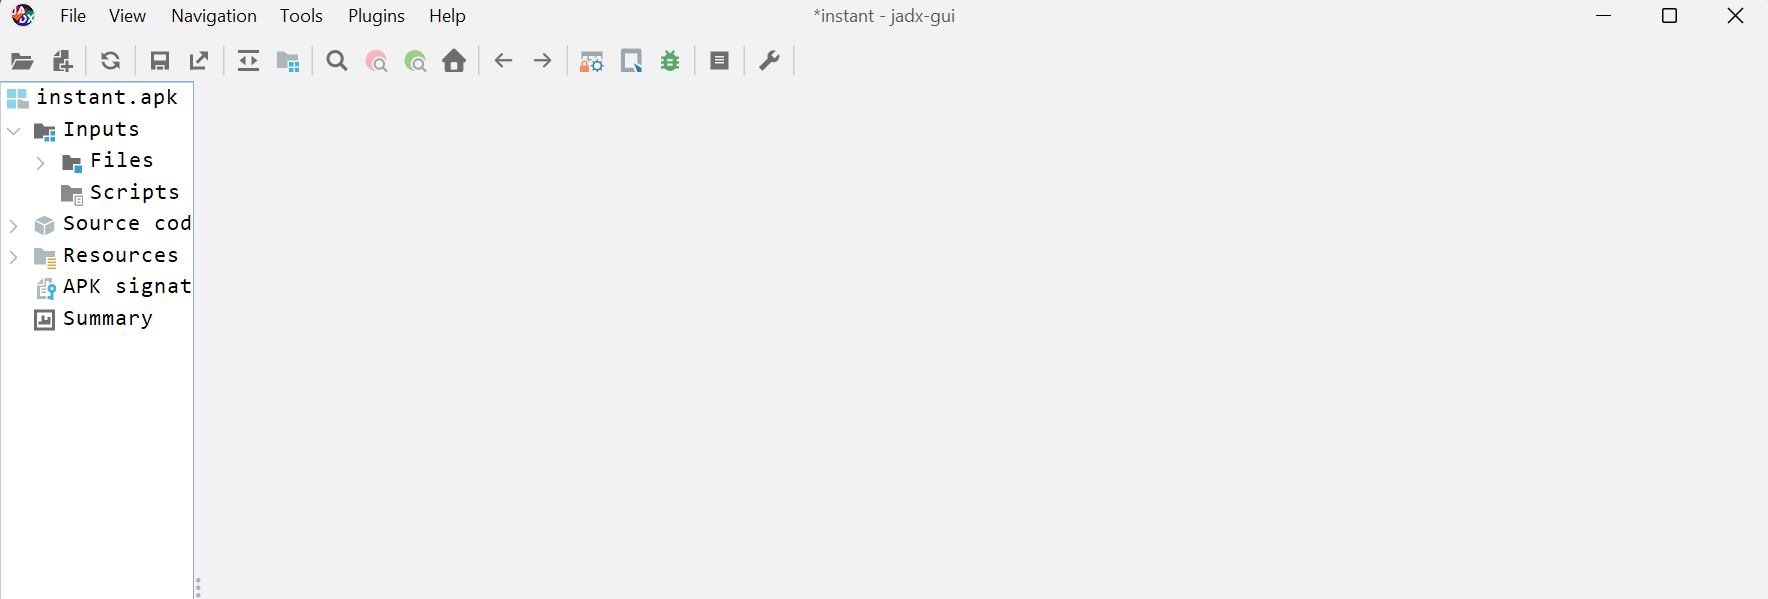 File View Navigation Tools Plugins Help *instant - jadx-gui
instant.apk
Inputs
Files
Scripts
Source cod
Resources
APK signat
Summary